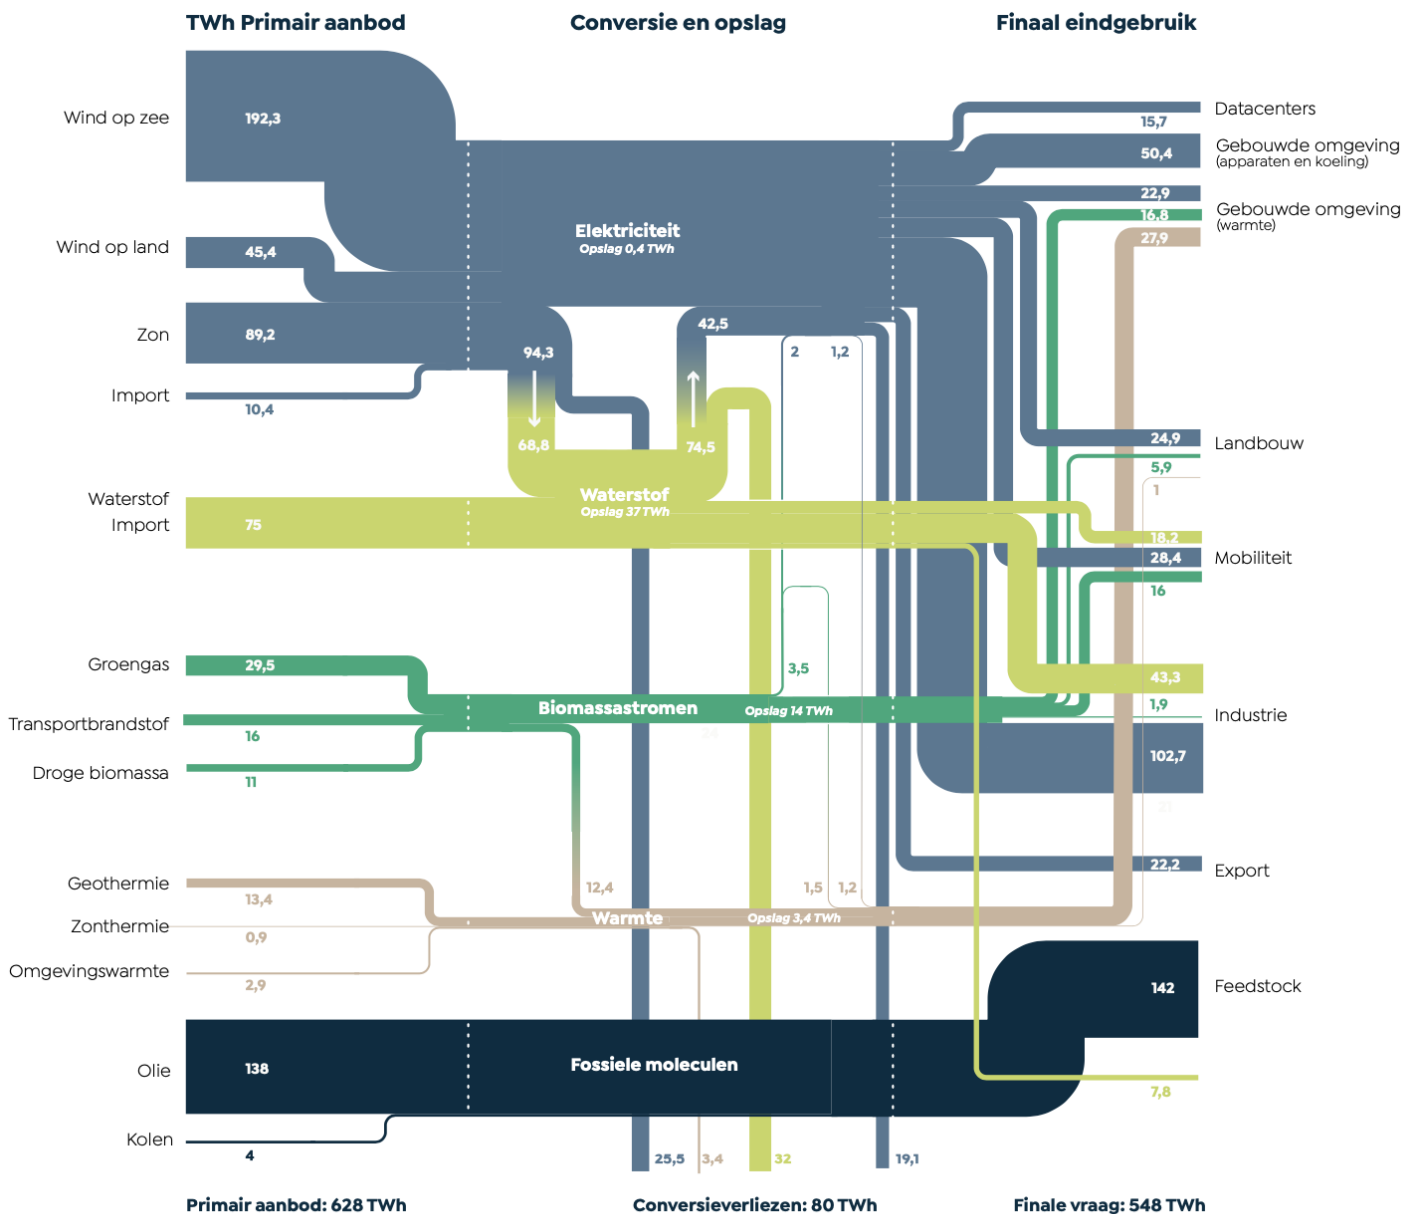 TWh Primair aanbod
Conversie en opslag
Finaal eindgebruik
Wind op zee
192,3
Datacenters
15,7
Gebouwde omgeving
(apparaten en koeling)
50,4
22,9
Gebouwde omgeving
(warmte)
16,8
27,9
Wind op land
45,4
Elektriciteit
Opslag 0,4 TWh
Zon
89,2
94,3
42,5
2
1,2
Import
10,4
68,8
74,5
24,9
Landbouw
5,9
1
Waterstof
Import
75
Waterstof
Opslag 37 TWh
18,2
28,4
Mobiliteit
16
Groengas
29,5
3,5
43,3
Transportbrandstof
16
Biomassastromen
Opslag 14 TWh
1,9
Industrie
24
102,7
21
Droge biomassa
11
Geothermie
13,4
12,4
1,5
1,2
22,2
Export
Zonthermie
0,9
Warmte
Opslag 3,4 TWh
Omgevingswarmte
2,9
142
Feedstock
Olie
138
Fossiele moleculen
7,8
Kolen
4
25,5
3,4
32
19,1
Primair aanbod: 628 TWh
Conversieverliezen: 80 TWh
Finale vraag: 548 TWh